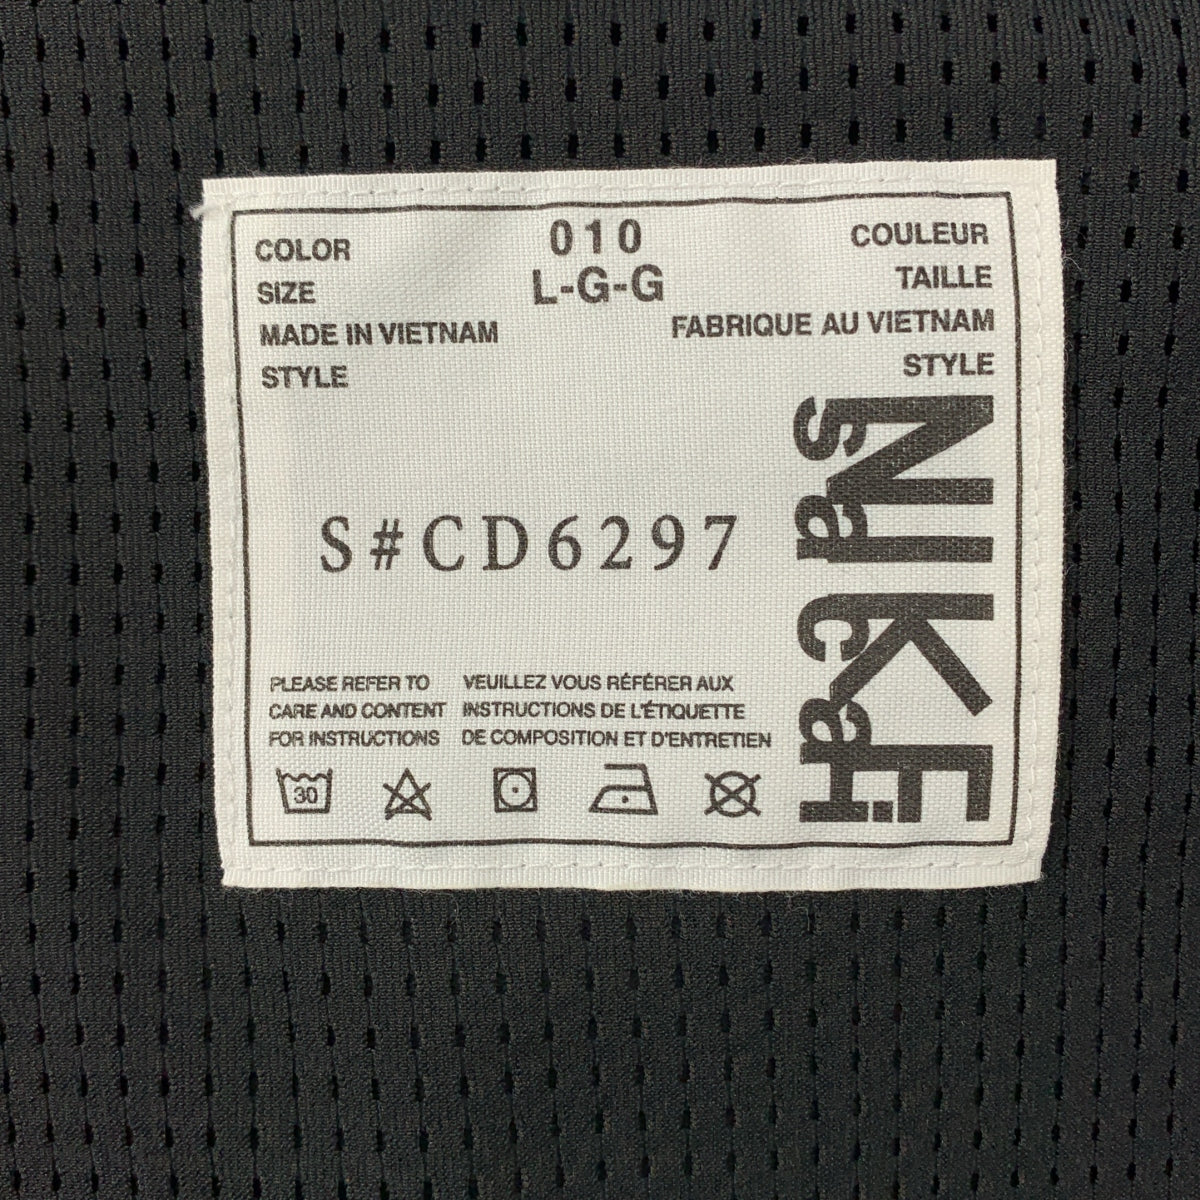 COLOR 010 COULEUR
SIZE L-G-G TAILLE
MADE IN VIETNAM FABRIQUE AU VIETNAM
STYLE STYLE
NIKE
sacai
S#CD6297
PLEASE REFER TO
CARE AND CONTENT
FOR INSTRUCTIONS
VEUILLEZ VOUS RÉFÉRER AUX
INSTRUCTIONS DE L'ÉTIQUETTE
DE COMPOSITION ET D'ENTRETIEN
30